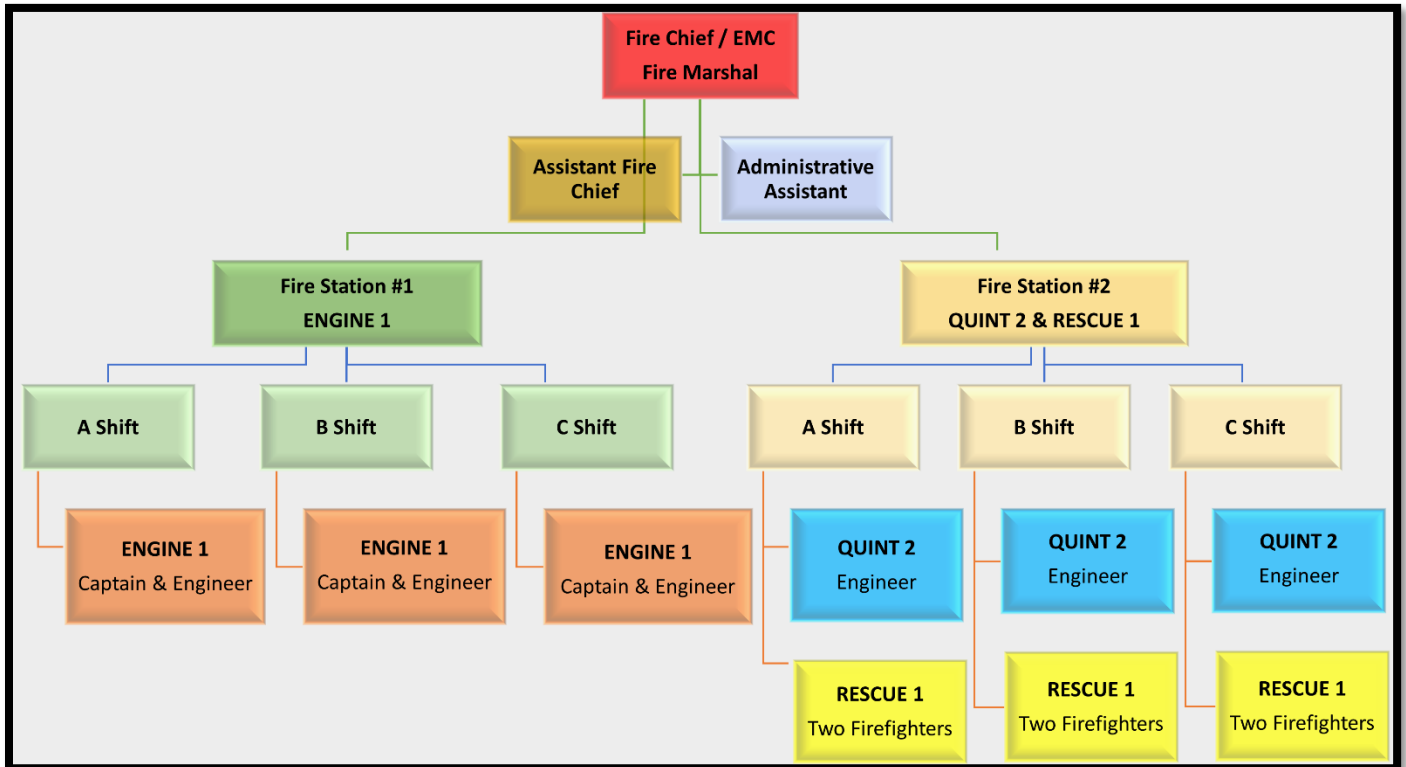 Fire Chief / EMC
Fire Marshal
Assistant Fire
Chief
Administrative
Assistant
Fire Station #1
ENGINE 1
Fire Station #2
QUINT 2 & RESCUE 1
A Shift
B Shift
C Shift
A Shift
B Shift
C Shift
ENGINE 1
Captain & Engineer
ENGINE 1
Captain & Engineer
ENGINE 1
Captain & Engineer
QUINT 2
Engineer
QUINT 2
Engineer
QUINT 2
Engineer
RESCUE 1
Two Firefighters
RESCUE 1
Two Firefighters
RESCUE 1
Two Firefighters